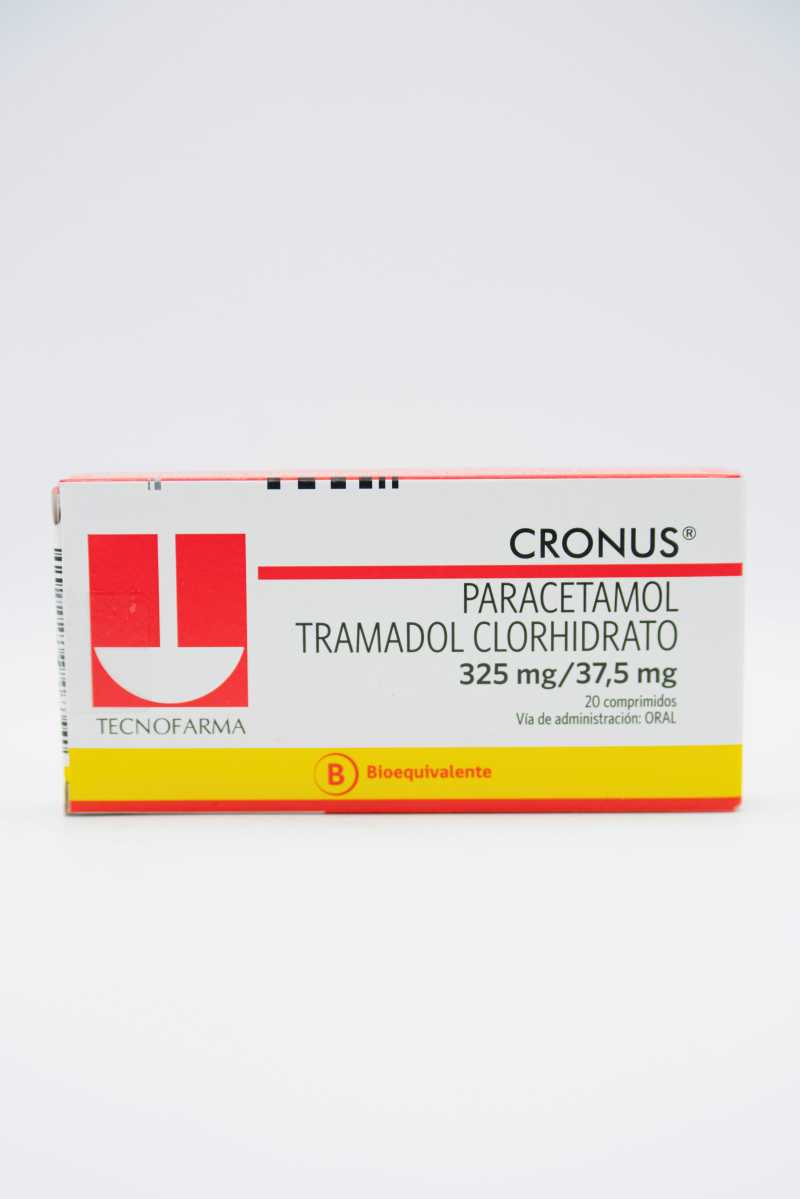 CRONUS®
PARACETAMOL
TRAMADOL CLORHIDRATO
325 mg/37,5 mg
20 comprimidos
Vía de administración: ORAL
TECNOFARMA
B Bioequivalente